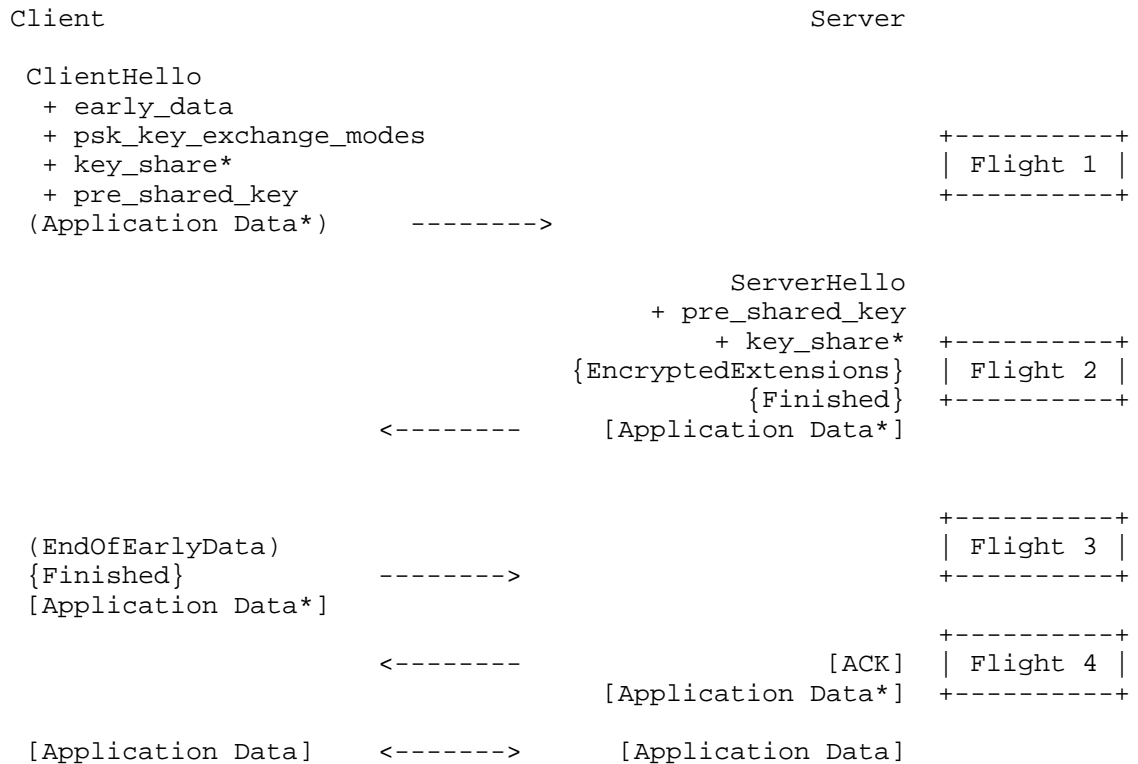 Client                                             Server

 ClientHello
  + early_data
  + psk_key_exchange_modes                                +----------+
  + key_share*                                            | Flight 1 |
  + pre_shared_key                                        +----------+
 (Application Data*)     -------->

                                             ServerHello
                                        + pre_shared_key
                                            + key_share*  +----------+
                                   {EncryptedExtensions}  | Flight 2 |
                                              {Finished}  +----------+
                       <--------     [Application Data*]

                                                          +----------+
 (EndOfEarlyData)                                         | Flight 3 |
 {Finished}            -------->                          +----------+
 [Application Data*]
                                                          +----------+
                       <--------                   [ACK]  | Flight 4 |
                                     [Application Data*]  +----------+

 [Application Data]    <------->      [Application Data]